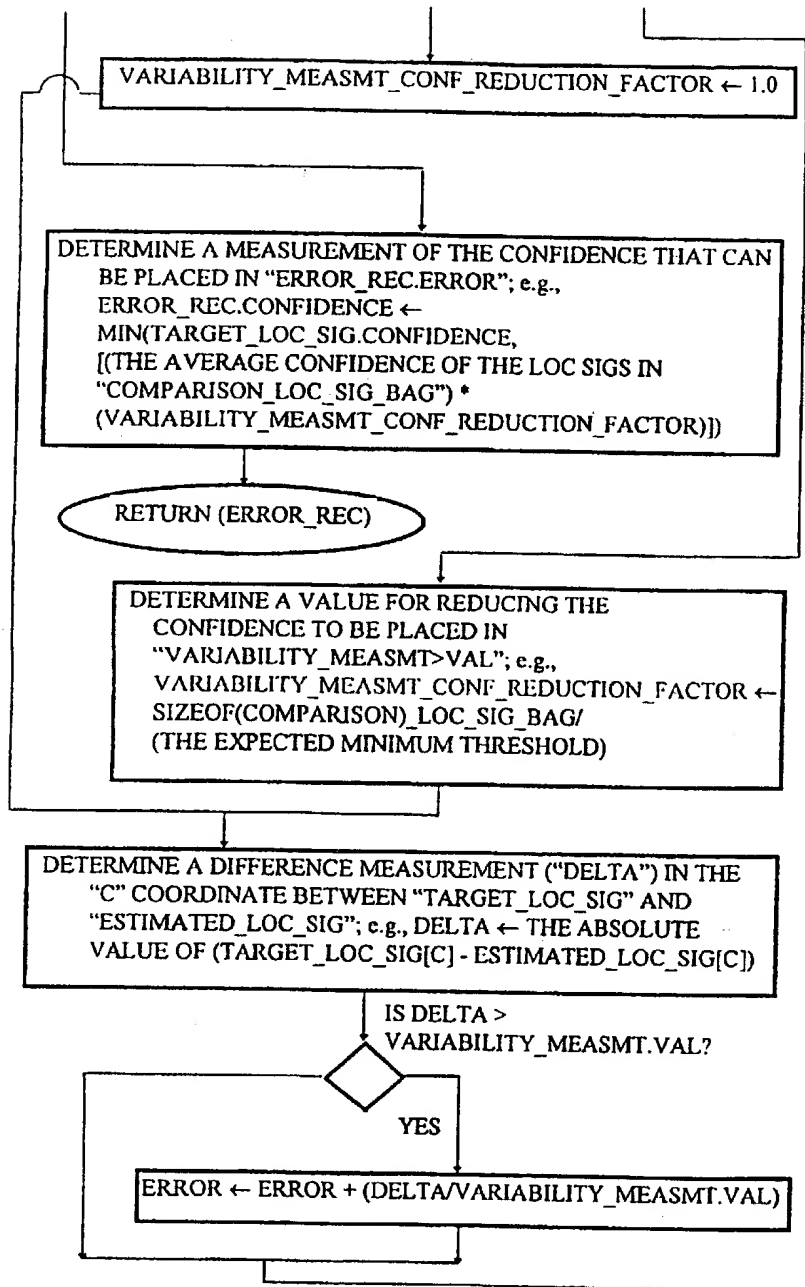 VARIABILITY_MEASMT_CONF_REDUCTION_FACTOR ← 1.0
DETERMINE A MEASUREMENT OF THE CONFIDENCE THAT CAN
BE PLACED IN “ERROR_REC.ERROR”; e.g.,
ERROR_REC.CONFIDENCE ←
MIN(TARGET_LOC_SIG.CONFIDENCE,
[(THE AVERAGE CONFIDENCE OF THE LOC SIGS IN
“COMPARISON_LOC_SIG_BAG”) *
(VARIABILITY_MEASMT_CONF_REDUCTION_FACTOR)])
RETURN (ERROR_REC)
DETERMINE A VALUE FOR REDUCING THE
CONFIDENCE TO BE PLACED IN
“VARIABILITY_MEASMT>VAL”; e.g.,
VARIABILITY_MEASMT_CONF_REDUCTION_FACTOR ←
SIZEOF(COMPARISON)_LOC_SIG_BAG/
(THE EXPECTED MINIMUM THRESHOLD)
DETERMINE A DIFFERENCE MEASUREMENT (“DELTA”) IN THE
“C” COORDINATE BETWEEN “TARGET_LOC_SIG” AND
“ESTIMATED_LOC_SIG”; e.g., DELTA ← THE ABSOLUTE
VALUE OF (TARGET_LOC_SIG[C] - ESTIMATED_LOC_SIG[C])
IS DELTA >
VARIABILITY_MEASMT.VAL?
YES
ERROR ← ERROR + (DELTA/VARIABILITY_MEASMT.VAL)